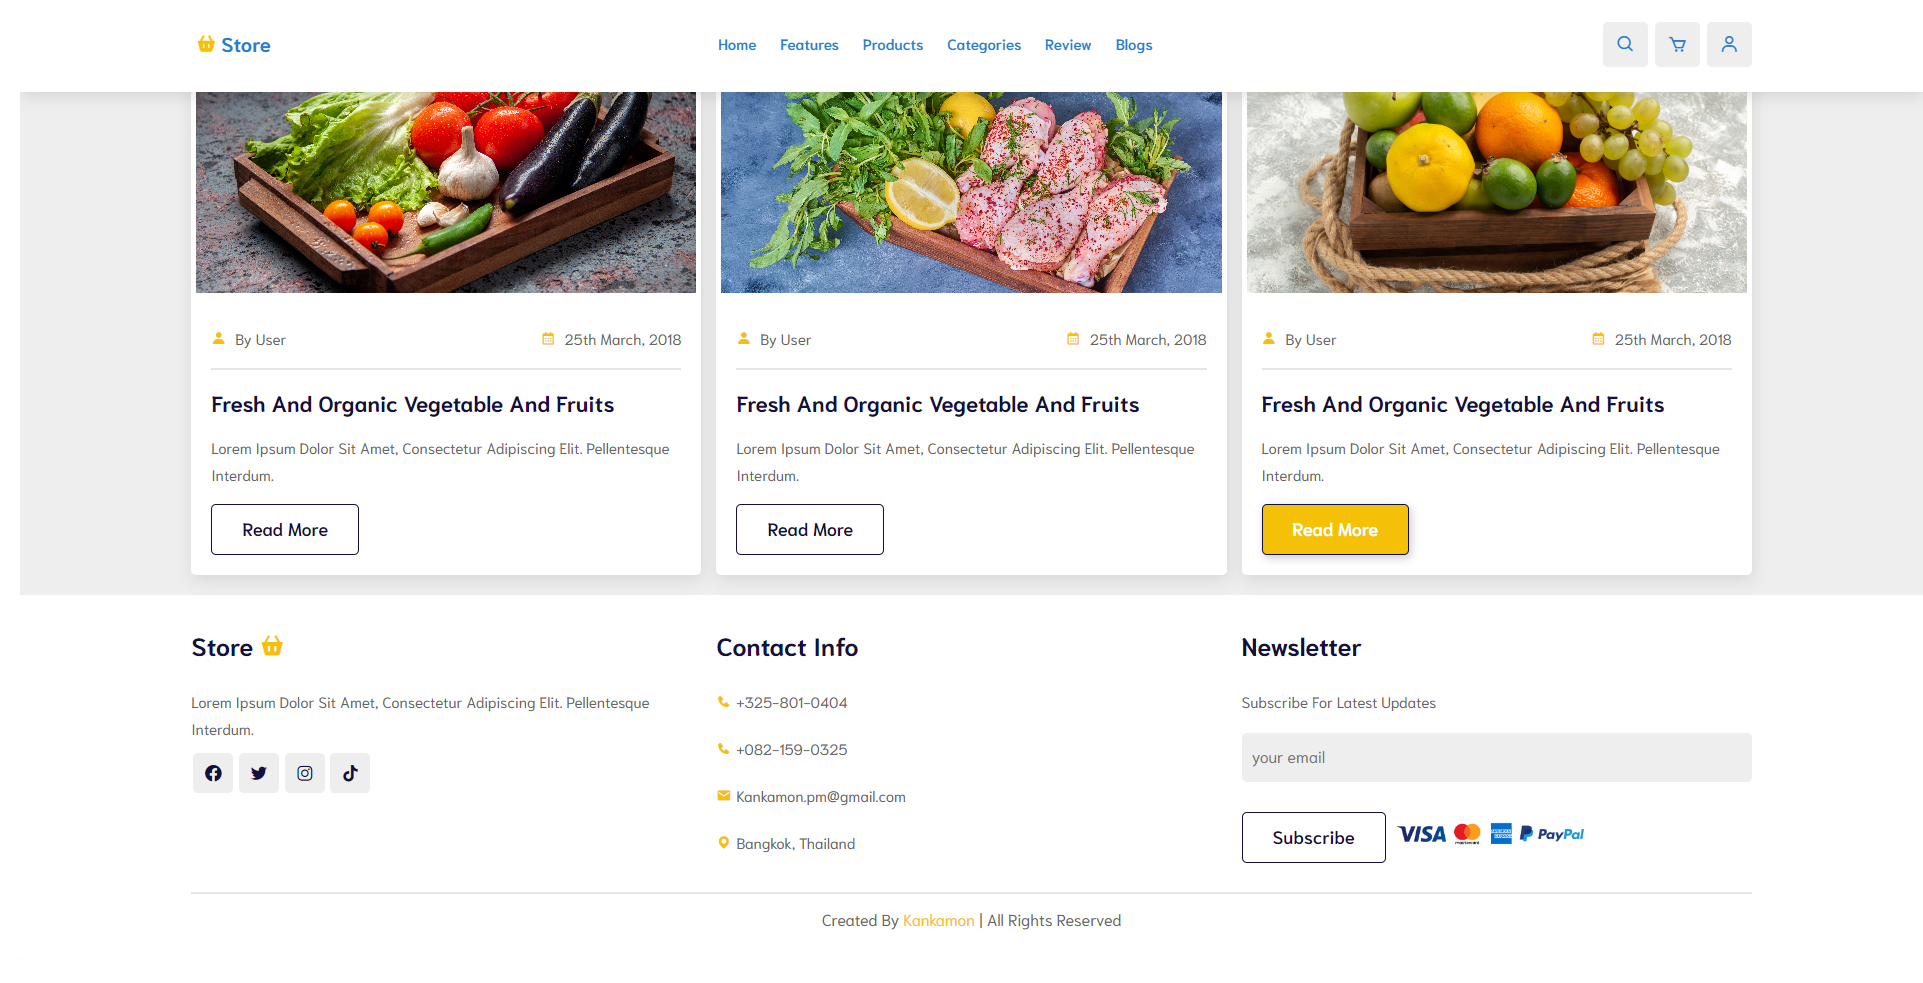 Store
Home Features Products Categories Review Blogs
By User 25th March, 2018
Fresh And Organic Vegetable And Fruits
Lorem Ipsum Dolor Sit Amet, Consectetur Adipiscing Elit. Pellentesque
Interdum.
Read More
By User 25th March, 2018
Fresh And Organic Vegetable And Fruits
Lorem Ipsum Dolor Sit Amet, Consectetur Adipiscing Elit. Pellentesque
Interdum.
Read More
By User 25th March, 2018
Fresh And Organic Vegetable And Fruits
Lorem Ipsum Dolor Sit Amet, Consectetur Adipiscing Elit. Pellentesque
Interdum.
Read More
Store
Lorem Ipsum Dolor Sit Amet, Consectetur Adipiscing Elit. Pellentesque
Interdum.
Contact Info
+325-801-0404
+082-159-0325
Kankamon.pm@gmail.com
Bangkok, Thailand
Newsletter
Subscribe For Latest Updates
your email
Subscribe VISA mastercard AMERICAN EXPRESS PayPal
Created By Kankamon | All Rights Reserved